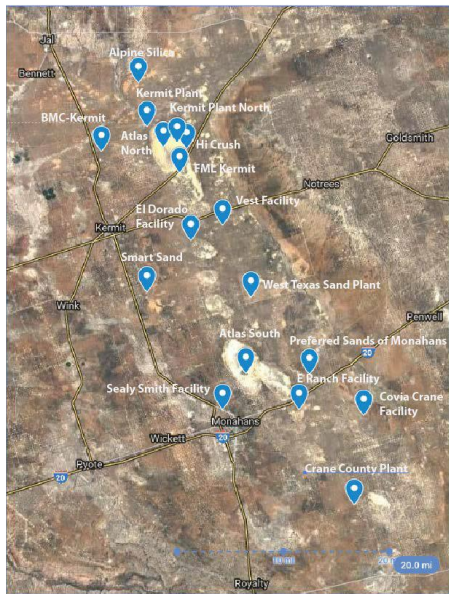 Jal
Alpine Silica
Bennett
Kermit Plant
Kermit Plant North
BMC-Kermit
Atlas
North
Hi Crush
Goldsmith
FML Kermit
Notrees
Vest Facility
El Dorado
Facility
Kermit
Smart Sand
West Texas Sand Plant
Wink
Penwell
Atlas South
Preferred Sands of Monahans
20
E Ranch Facility
Sealy Smith Facility
Covia Crane
Facility
Monahans
Wickett
20
Pyote
20
Crane County Plant
10 mi
20.0 mi
Royalty